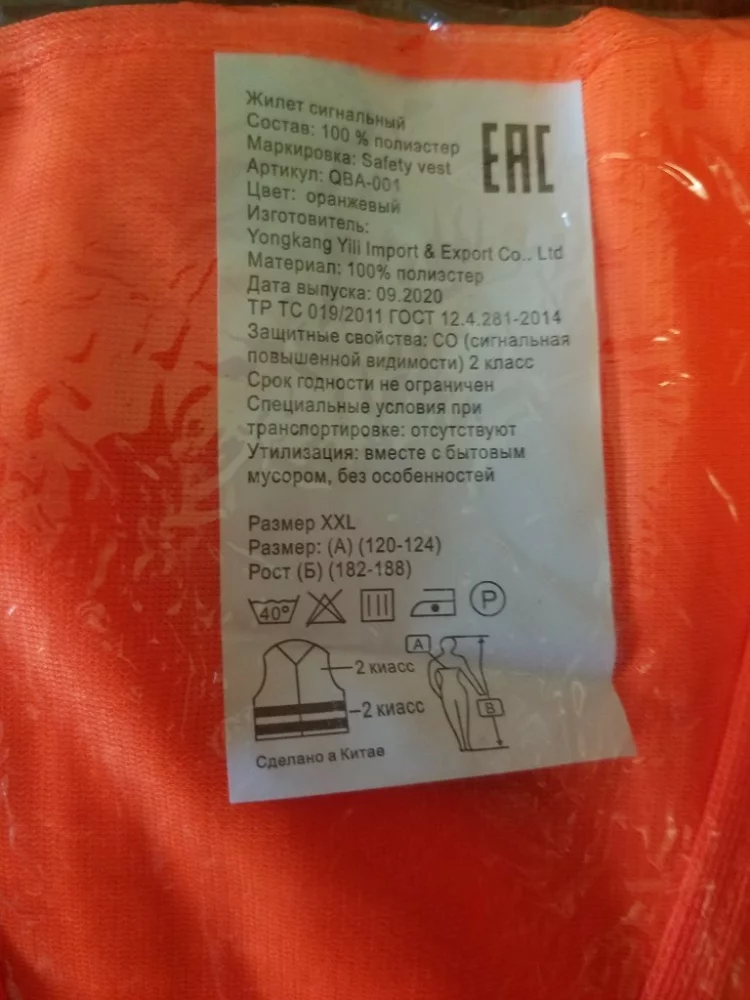 Жилет сигнальный
Состав: 100 % полиэстер
Маркировка: Safety vest
Артикул: QBA-001
Цвет: оранжевый
Изготовитель:
Yongkang Yili Import & Export Co.. Ltd
Материал: 100% полиэстер
Дата выпуска: 09.2020
ТР ТС 019/2011 ГОСТ 12.4.281-2014
Защитные свойства: СО (сигнальная
повышенной видимости) 2 класс
Срок годности не ограничен
Специальные условия при
транспортировке: отсутствуют
Утилизация: вместе с бытовым
мусором, без особенностей
EAC
Размер XXL
Размер: (А) (120-124)
Рост (Б) (182-188)
40° P
2 киасс
2 киасс
A
B
Сделано а Китае